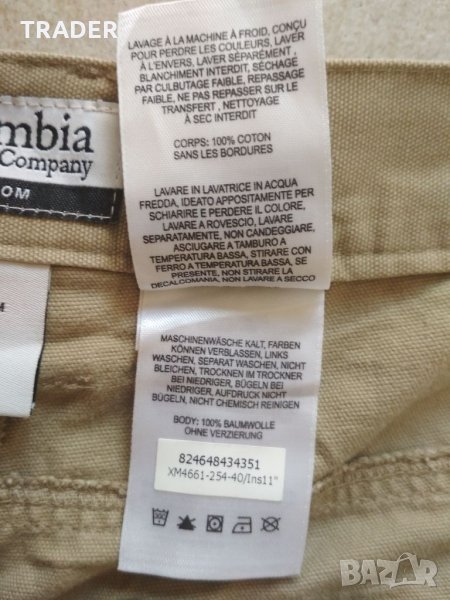 TRADER
mbia
Company
OM
M
LAVAGE À LA MACHINE À FROID, CONÇU
POUR PERDRE LES COULEURS, LAVER
À L'ENVERS, LAVER SÉPARÉMENT,
BLANCHIMENT INTERDIT, SÉCHAGE
PAR CULBUTAGE FAIBLE, REPASSAGE
FAIBLE, NE PAS REPASSER SUR LE
TRANSFERT, NETTOYAGE
À SEC INTERDIT
CORPS: 100% COTON
SANS LES BORDURES
LAVARE IN LAVATRICE IN ACQUA
FREDDA, IDEATO APPOSITAMENTE PER
SCHIARIRE E PERDERE IL COLORE,
LAVARE A ROVESCIO, LAVARE
SEPARATAMENTE, NON CANDEGGIARE,
ASCIUGARE A TAMBURO A
TEMPERATURA BASSA, STIRARE CON
FERRO A TEMPERATURA BASSA, SE
PRESENTE, NON STIRARE LA
DECALCOMANIA, NON LAVARE A SECCO
MASCHINENWÄSCHE KALT, FARBEN
KÖNNEN VERBLASSEN, LINKS
WASCHEN, SEPARAT WASCHEN, NICHT
BLEICHEN, TROCKNEN IM TROCKNER
BEI NIEDRIGER, BÜGELN BEI
NIEDRIGER, AUFDRUCK NICHT
BÜGELN, NICHT CHEMISCH REINIGEN
BODY: 100% BAUMWOLLE
OHNE VERZIERUNG
824648434351
XM4661-254-40/Ins11"
BAZAR